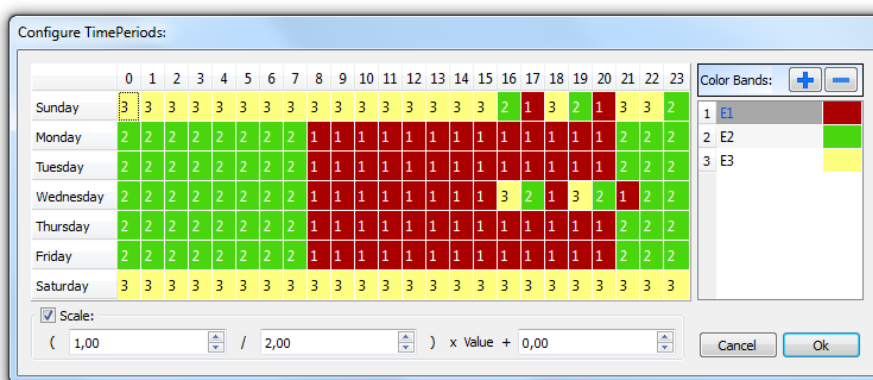 Configure TimePeriods:
0 1 2 3 4 5 6 7 8 9 10 11 12 13 14 15 16 17 18 19 20 21 22 23
Sunday 3 3 3 3 3 3 3 3 3 3 3 3 3 3 3 3 2 1 3 2 1 3 3 2
Monday 2 2 2 2 2 2 2 2 1 1 1 1 1 1 1 1 1 1 1 1 1 2 2 2
Tuesday 2 2 2 2 2 2 2 2 1 1 1 1 1 1 1 1 1 1 1 1 1 2 2 2
Wednesday 2 2 2 2 2 2 2 2 1 1 1 1 1 1 1 1 3 2 1 3 2 1 2 2
Thursday 2 2 2 2 2 2 2 2 1 1 1 1 1 1 1 1 1 1 1 1 1 2 2 2
Friday 2 2 2 2 2 2 2 2 1 1 1 1 1 1 1 1 1 1 1 1 1 2 2 2
Saturday 3 3 3 3 3 3 3 3 3 3 3 3 3 3 3 3 3 3 3 3 3 3 3 3
Color Bands:
1 E1
2 E2
3 E3
Scale:
( 1,00 / 2,00 ) x Value + 0,00
Cancel Ok